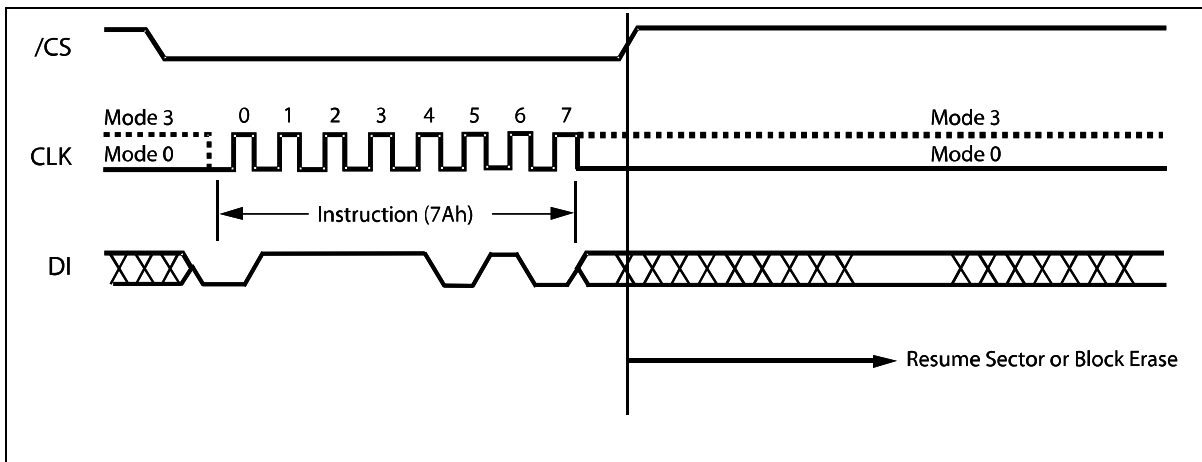 /CS
Mode 3
0 1 2 3 4 5 6 7
Mode 3
CLK
Mode 0
Mode 0
Instruction (7Ah)
DI
Resume Sector or Block Erase